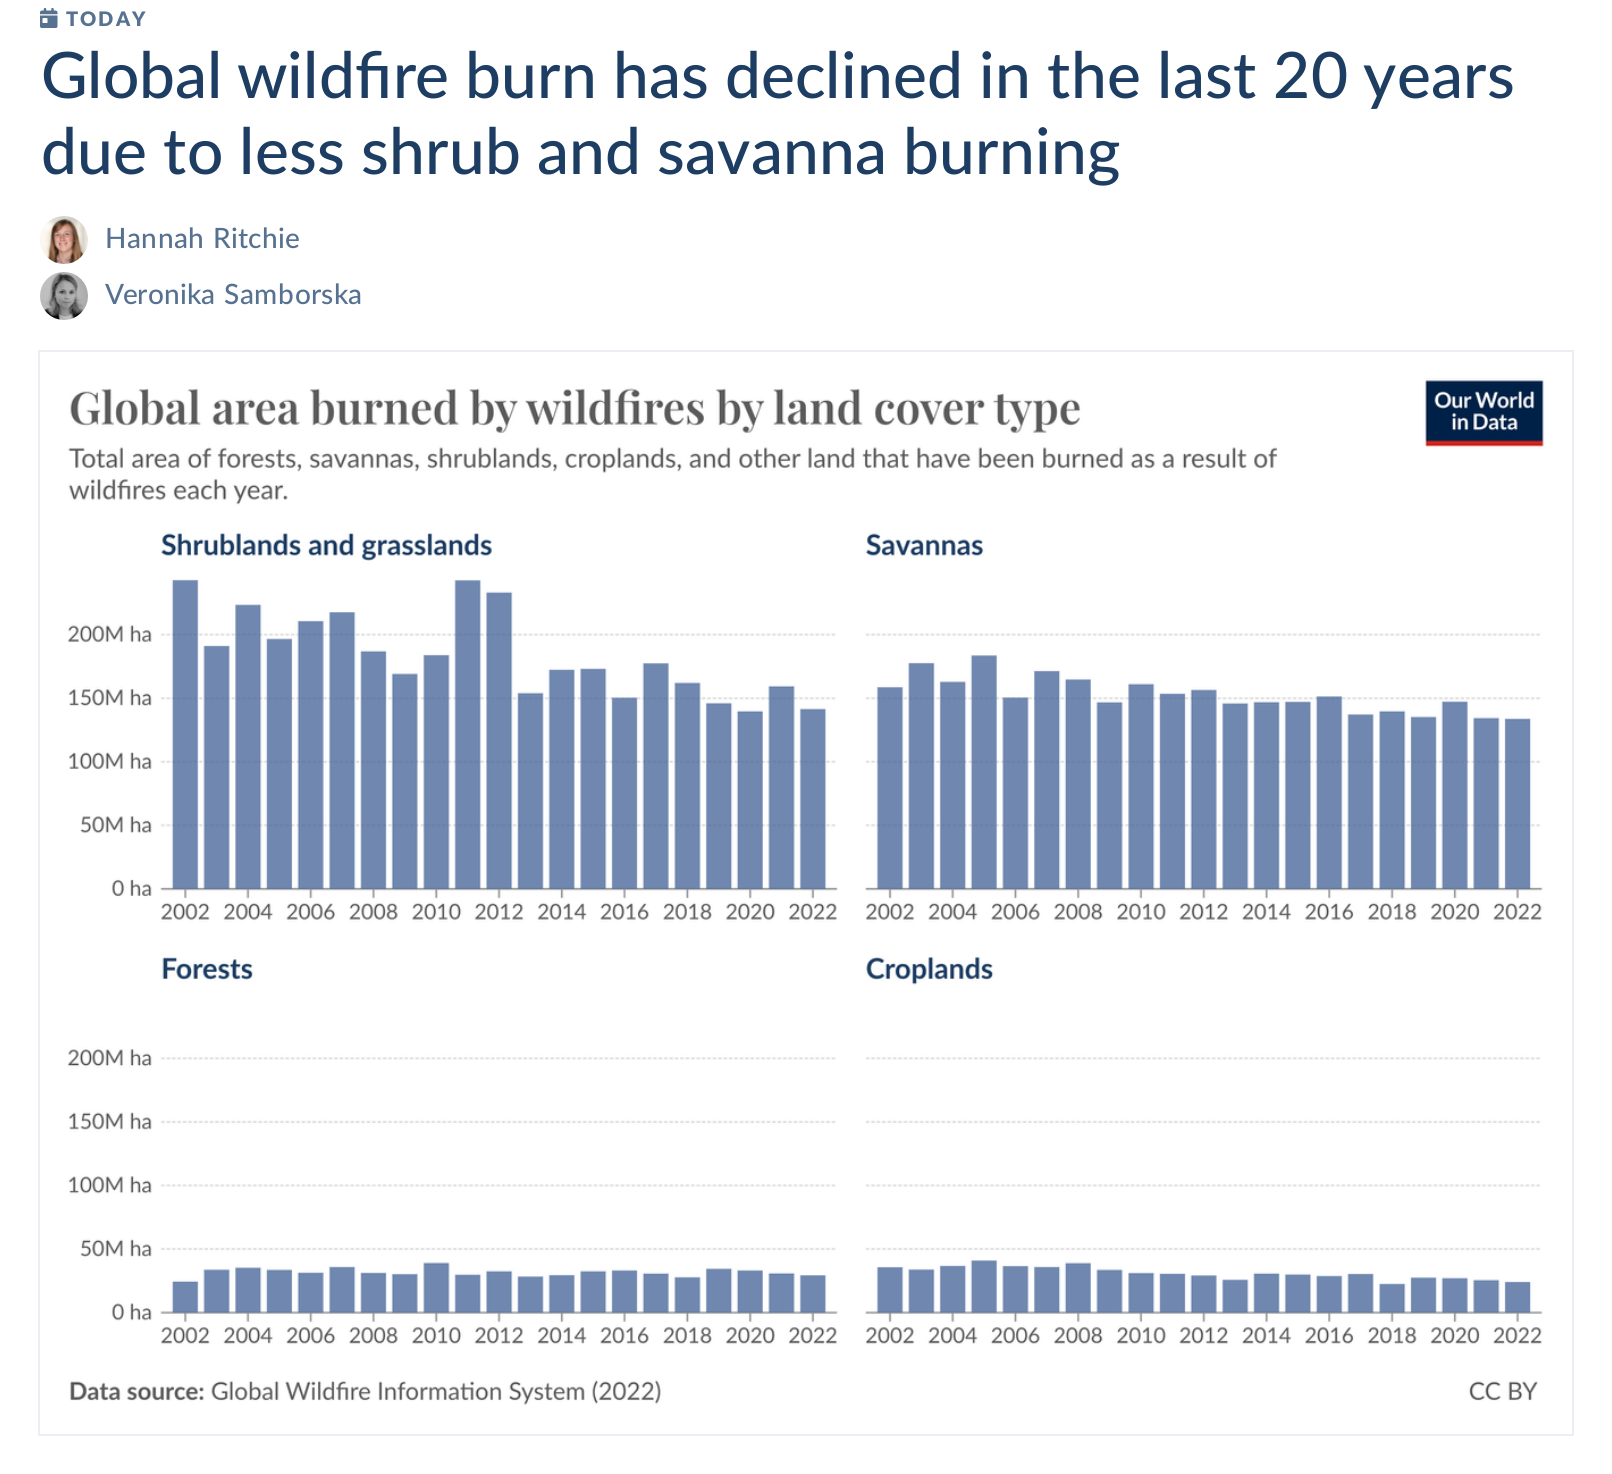 TODAY
Global wildfire burn has declined in the last 20 years
due to less shrub and savanna burning
Hannah Ritchie
Veronika Samborska
Global area burned by wildfires by land cover type
Our World
in Data
Total area of forests, savannas, shrublands, croplands, and other land that have been burned as a result of
wildfires each year.
Shrublands and grasslands
200M ha
150M ha
100M ha
50M ha
0 ha
2002 2004 2006 2008 2010 2012 2014 2016 2018 2020 2022
Savannas
2002 2004 2006 2008 2010 2012 2014 2016 2018 2020 2022
Forests
200M ha
150M ha
100M ha
50M ha
0 ha
2002 2004 2006 2008 2010 2012 2014 2016 2018 2020 2022
Croplands
2002 2004 2006 2008 2010 2012 2014 2016 2018 2020 2022
Data source: Global Wildfire Information System (2022)
CC BY